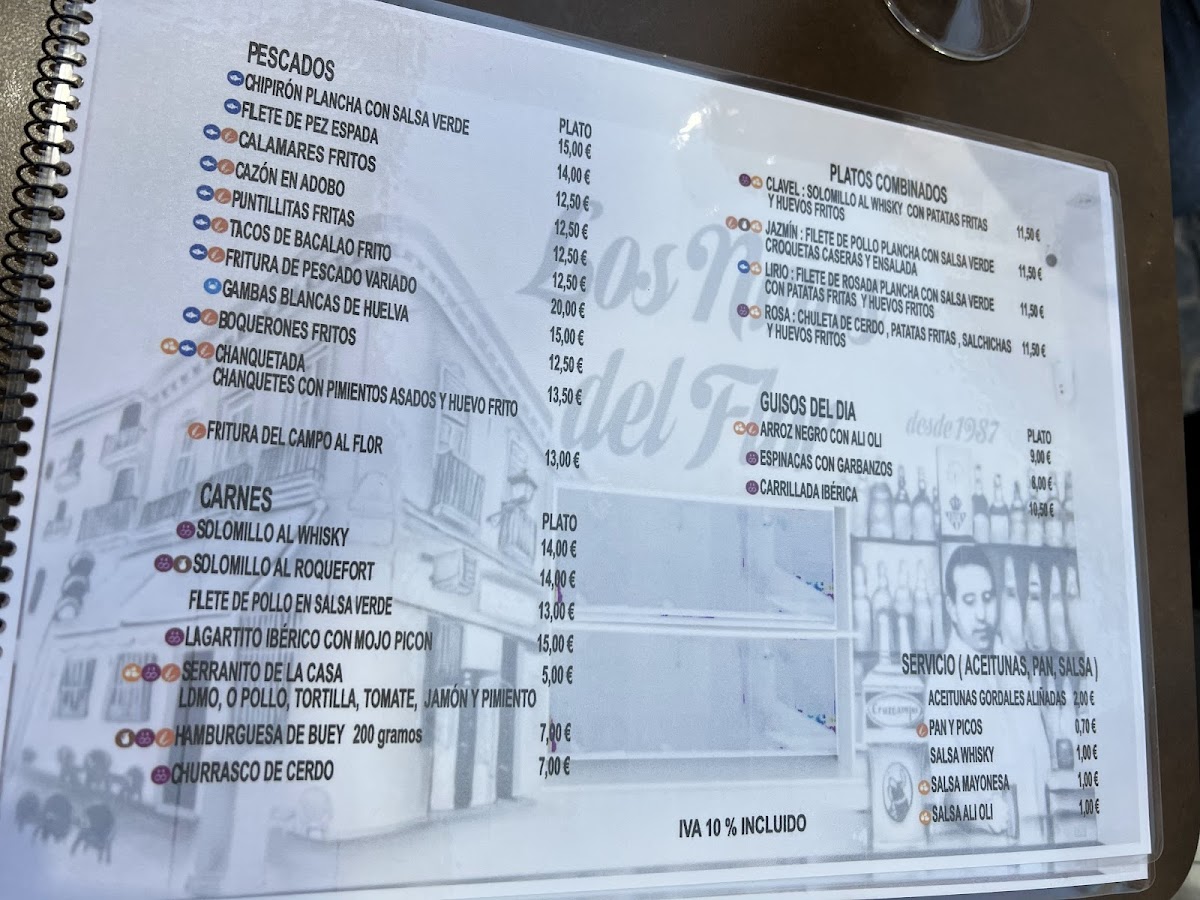 PESCADOS
PLATO
CHIPIRÓN PLANCHA CON SALSA VERDE 15,00 €
FILETE DE PEZ ESPADA 14,00 €
CALAMARES FRITOS 12,50 €
CAZÓN EN ADOBO 12,50 €
PUNTILLITAS FRITAS 12,50 €
TACOS DE BACALAO FRITO 12,50 €
FRITURA DE PESCADO VARIADO 20,00 €
GAMBAS BLANCAS DE HUELVA 15,00 €
BOQUERONES FRITOS 12,50 €
CHANQUETADA
CHANQUETES CON PIMIENTOS ASADOS Y HUEVO FRITO 13,50 €
FRITURA DEL CAMPO AL FLOR 13,00 €
CARNES
PLATO
SOLOMILLO AL WHISKY 14,00 €
SOLOMILLO AL ROQUEFORT 14,00 €
FILETE DE POLLO EN SALSA VERDE 13,00 €
LAGARTITO IBÉRICO CON MOJO PICON 15,00 €
SERRANITO DE LA CASA 5,00 €
LOMO, O POLLO, TORTILLA, TOMATE, JAMÓN Y PIMIENTO
HAMBURGUESA DE BUEY 200 gramos 7,00 €
CHURRASCO DE CERDO 7,00 €
Los
del
desde 1987
PLATOS COMBINADOS
CLAVEL : SOLOMILLO AL WHISKY CON PATATAS FRITAS
Y HUEVOS FRITOS 11,50 €
JAZMÍN : FILETE DE POLLO PLANCHA CON SALSA VERDE
CROQUETAS CASERAS Y ENSALADA 11,50 €
LIRIO : FILETE DE ROSADA PLANCHA CON SALSA VERDE
CON PATATAS FRITAS Y HUEVOS FRITOS 11,50 €
ROSA : CHULETA DE CERDO , PATATAS FRITAS , SALCHICHAS
Y HUEVOS FRITOS 11,50 €
GUISOS DEL DIA
PLATO
ARROZ NEGRO CON ALI OLI 9,00 €
ESPINACAS CON GARBANZOS 8,00 €
CARRILLADA IBÉRICA 10,50 €
SERVICIO ( ACEITUNAS, PAN, SALSA )
ACEITUNAS GORDALES ALIÑADAS 2,00 €
PAN Y PICOS 0,70 €
SALSA WHISKY 1,00 €
SALSA MAYONESA 1,00 €
SALSA ALI OLI 1,00 €
Cruzcampo
IVA 10 % INCLUIDO